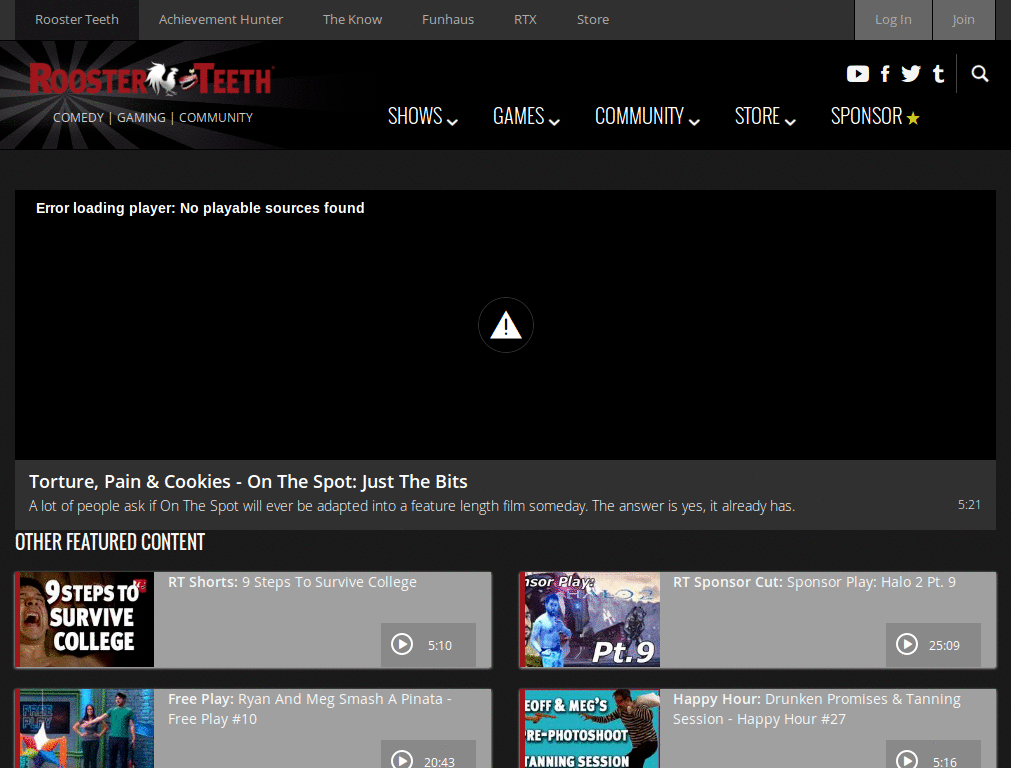 Rooster Teeth Achievement Hunter The Know Funhaus RTX Store Log In Join
ROOSTER TEETH
COMEDY | GAMING | COMMUNITY
SHOWS GAMES COMMUNITY STORE SPONSOR
Error loading player: No playable sources found
Torture, Pain & Cookies - On The Spot: Just The Bits
A lot of people ask if On The Spot will ever be adapted into a feature length film someday. The answer is yes, it already has. 5:21
OTHER FEATURED CONTENT
9 STEPS TO
SURVIVE
COLLEGE
RT Shorts: 9 Steps To Survive College
5:10
nsor Play:
HALO 2
Pt.9
RT Sponsor Cut: Sponsor Play: Halo 2 Pt. 9
25:09
FREE
PLAY
Free Play: Ryan And Meg Smash A Pinata -
Free Play #10
20:43
EOFF & MEG'S
RE-PHOTOSHOOT
TANNING SESSION
Happy Hour: Drunken Promises & Tanning
Session - Happy Hour #27
5:16